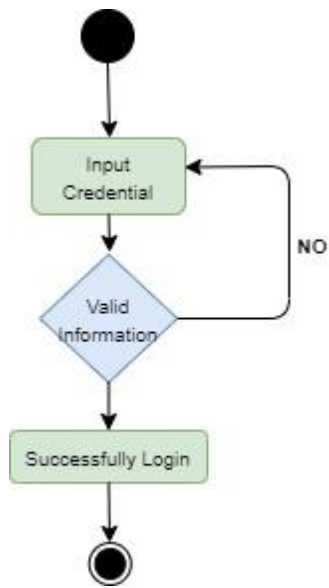 Input
Credential
NO
Valid
Information
Successfully Login